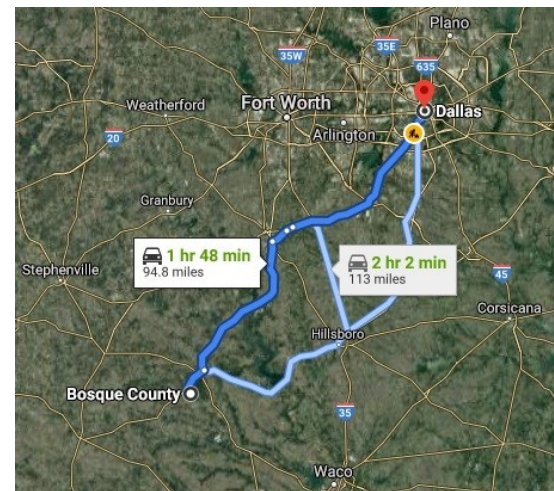 Plano
35E
35W
635
Weatherford
Fort Worth
Dallas
Arlington
20
Granbury
1 hr 48 min
94.8 miles
2 hr 2 min
113 miles
Stephenville
45
Corsicana
Hillsboro
Bosque County
35
Waco